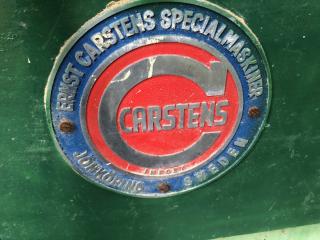 ERNST CARSTENS SPECIALMASKINER
CARSTENS
JÖNKÖPING
SWEDEN